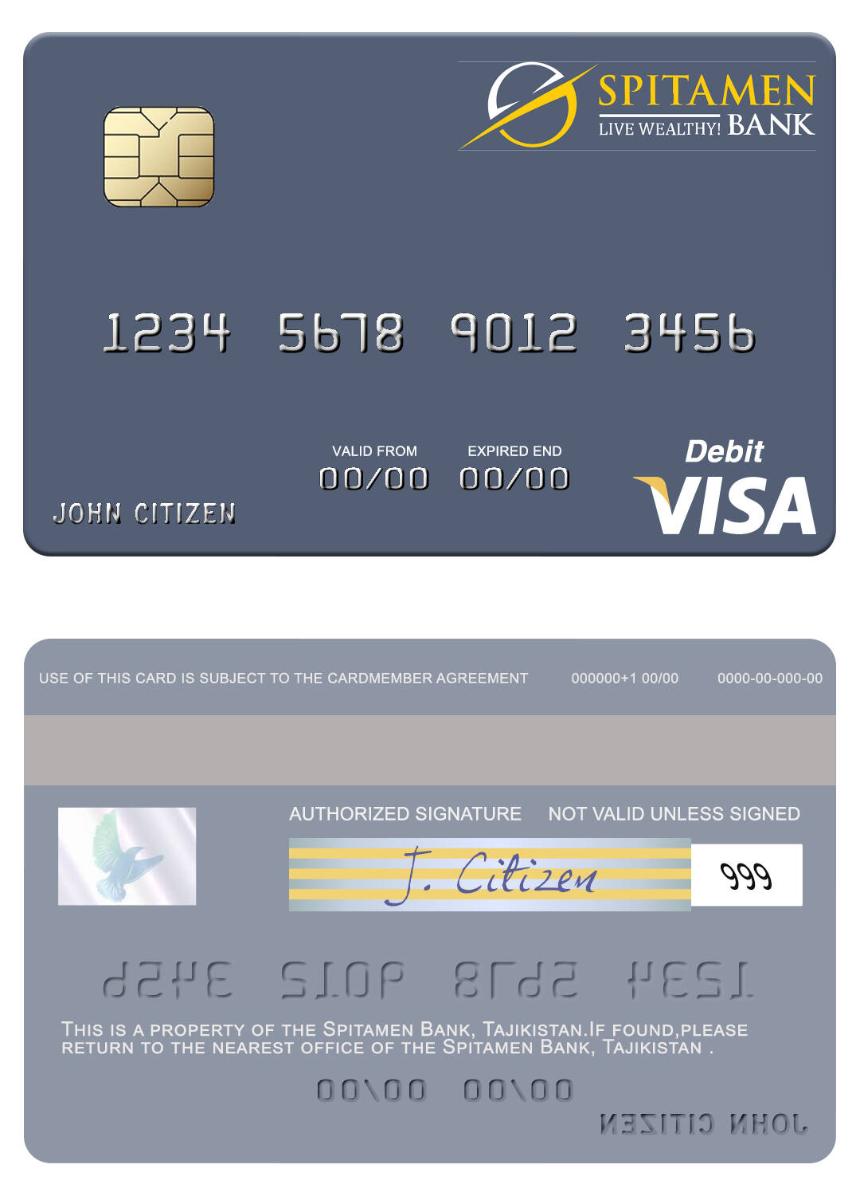 SPITAMEN
LIVE WEALTHY! BANK
1234 5678 9012 3456
VALID FROM EXPIRED END
00/00 00/00
Debit
VISA
JOHN CITIZEN
USE OF THIS CARD IS SUBJECT TO THE CARDMEMBER AGREEMENT 000000+1 00/00 0000-00-000-00
AUTHORIZED SIGNATURE NOT VALID UNLESS SIGNED
J. Citizen 999
1234 5678 9012 3456
THIS IS A PROPERTY OF THE SPITAMEN BANK, TAJIKISTAN.IF FOUND,PLEASE
RETURN TO THE NEAREST OFFICE OF THE SPITAMEN BANK, TAJIKISTAN .
00/00 00/00
JOHN CITIZEN